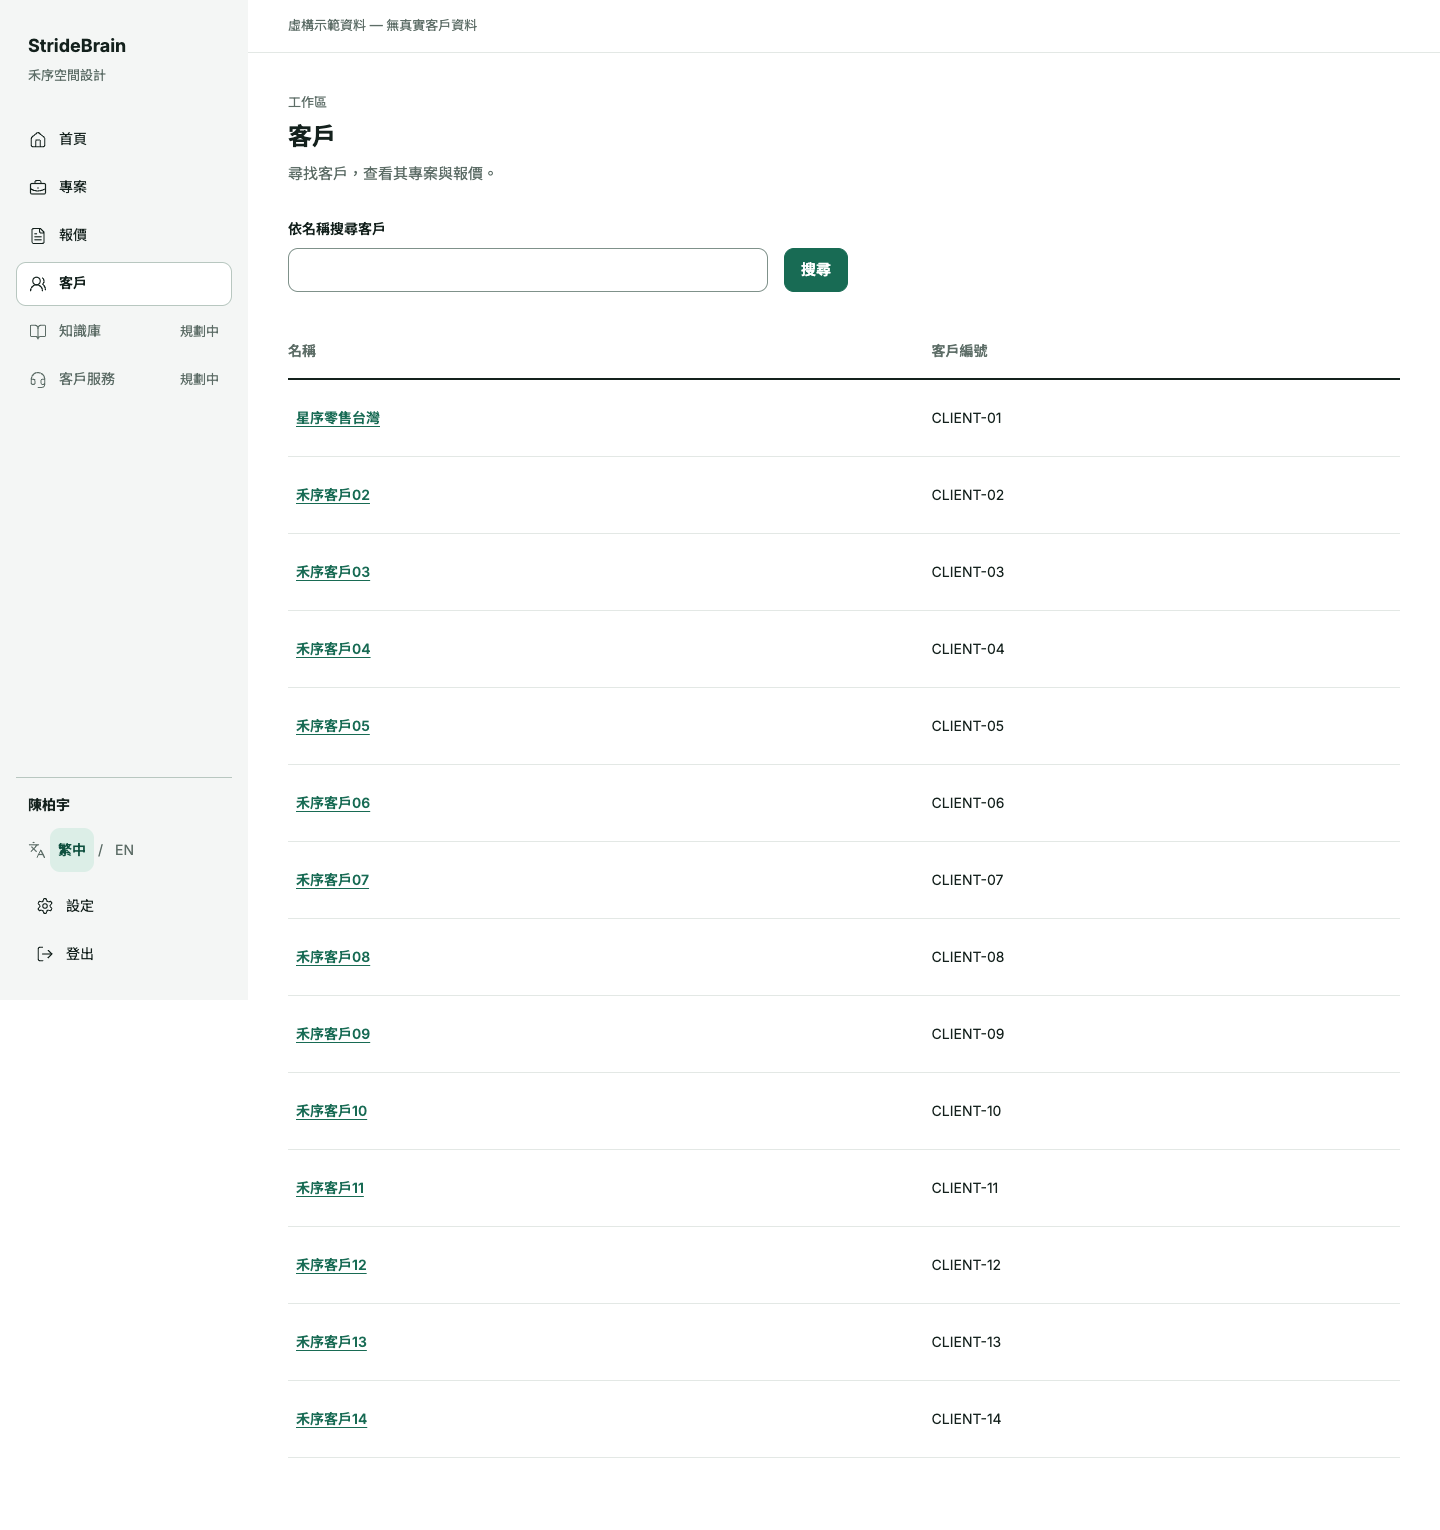 StrideBrain
禾序空間設計
首頁
專案
報價
客戶
知識庫 規劃中
客戶服務 規劃中
陳柏宇
繁中 / EN
設定
登出
虛構示範資料 — 無真實客戶資料
工作區
客戶
尋找客戶，查看其專案與報價。
依名稱搜尋客戶
搜尋
名稱 客戶編號
星序零售台灣 CLIENT-01
禾序客戶02 CLIENT-02
禾序客戶03 CLIENT-03
禾序客戶04 CLIENT-04
禾序客戶05 CLIENT-05
禾序客戶06 CLIENT-06
禾序客戶07 CLIENT-07
禾序客戶08 CLIENT-08
禾序客戶09 CLIENT-09
禾序客戶10 CLIENT-10
禾序客戶11 CLIENT-11
禾序客戶12 CLIENT-12
禾序客戶13 CLIENT-13
禾序客戶14 CLIENT-14